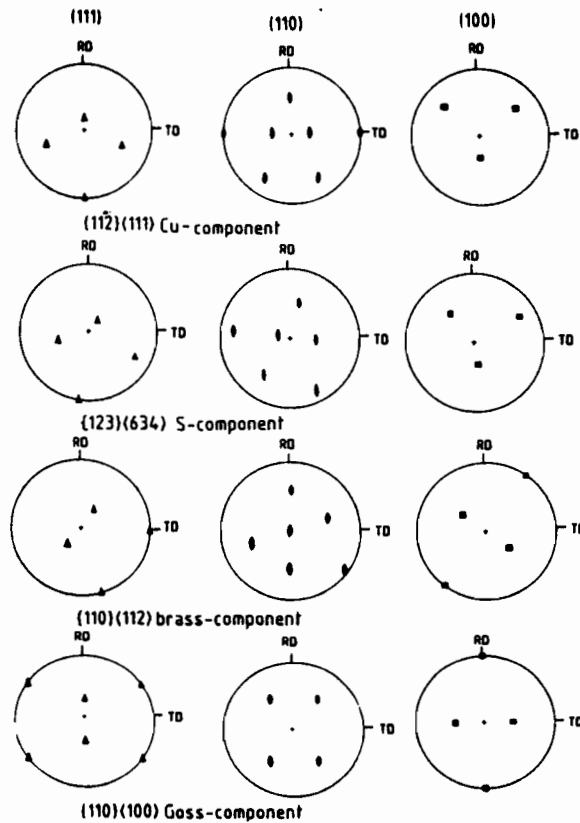 (111) (110) (100)
RD RD RD
TD TD TD
(112̄)(111) Cu-component
RD RD RD
TD TD TD
{123}(634) S-component
RD RD RD
TD TD TD
{110}(112) brass-component
RD RD RD
TD TD TD
(110)(100) Goss-component